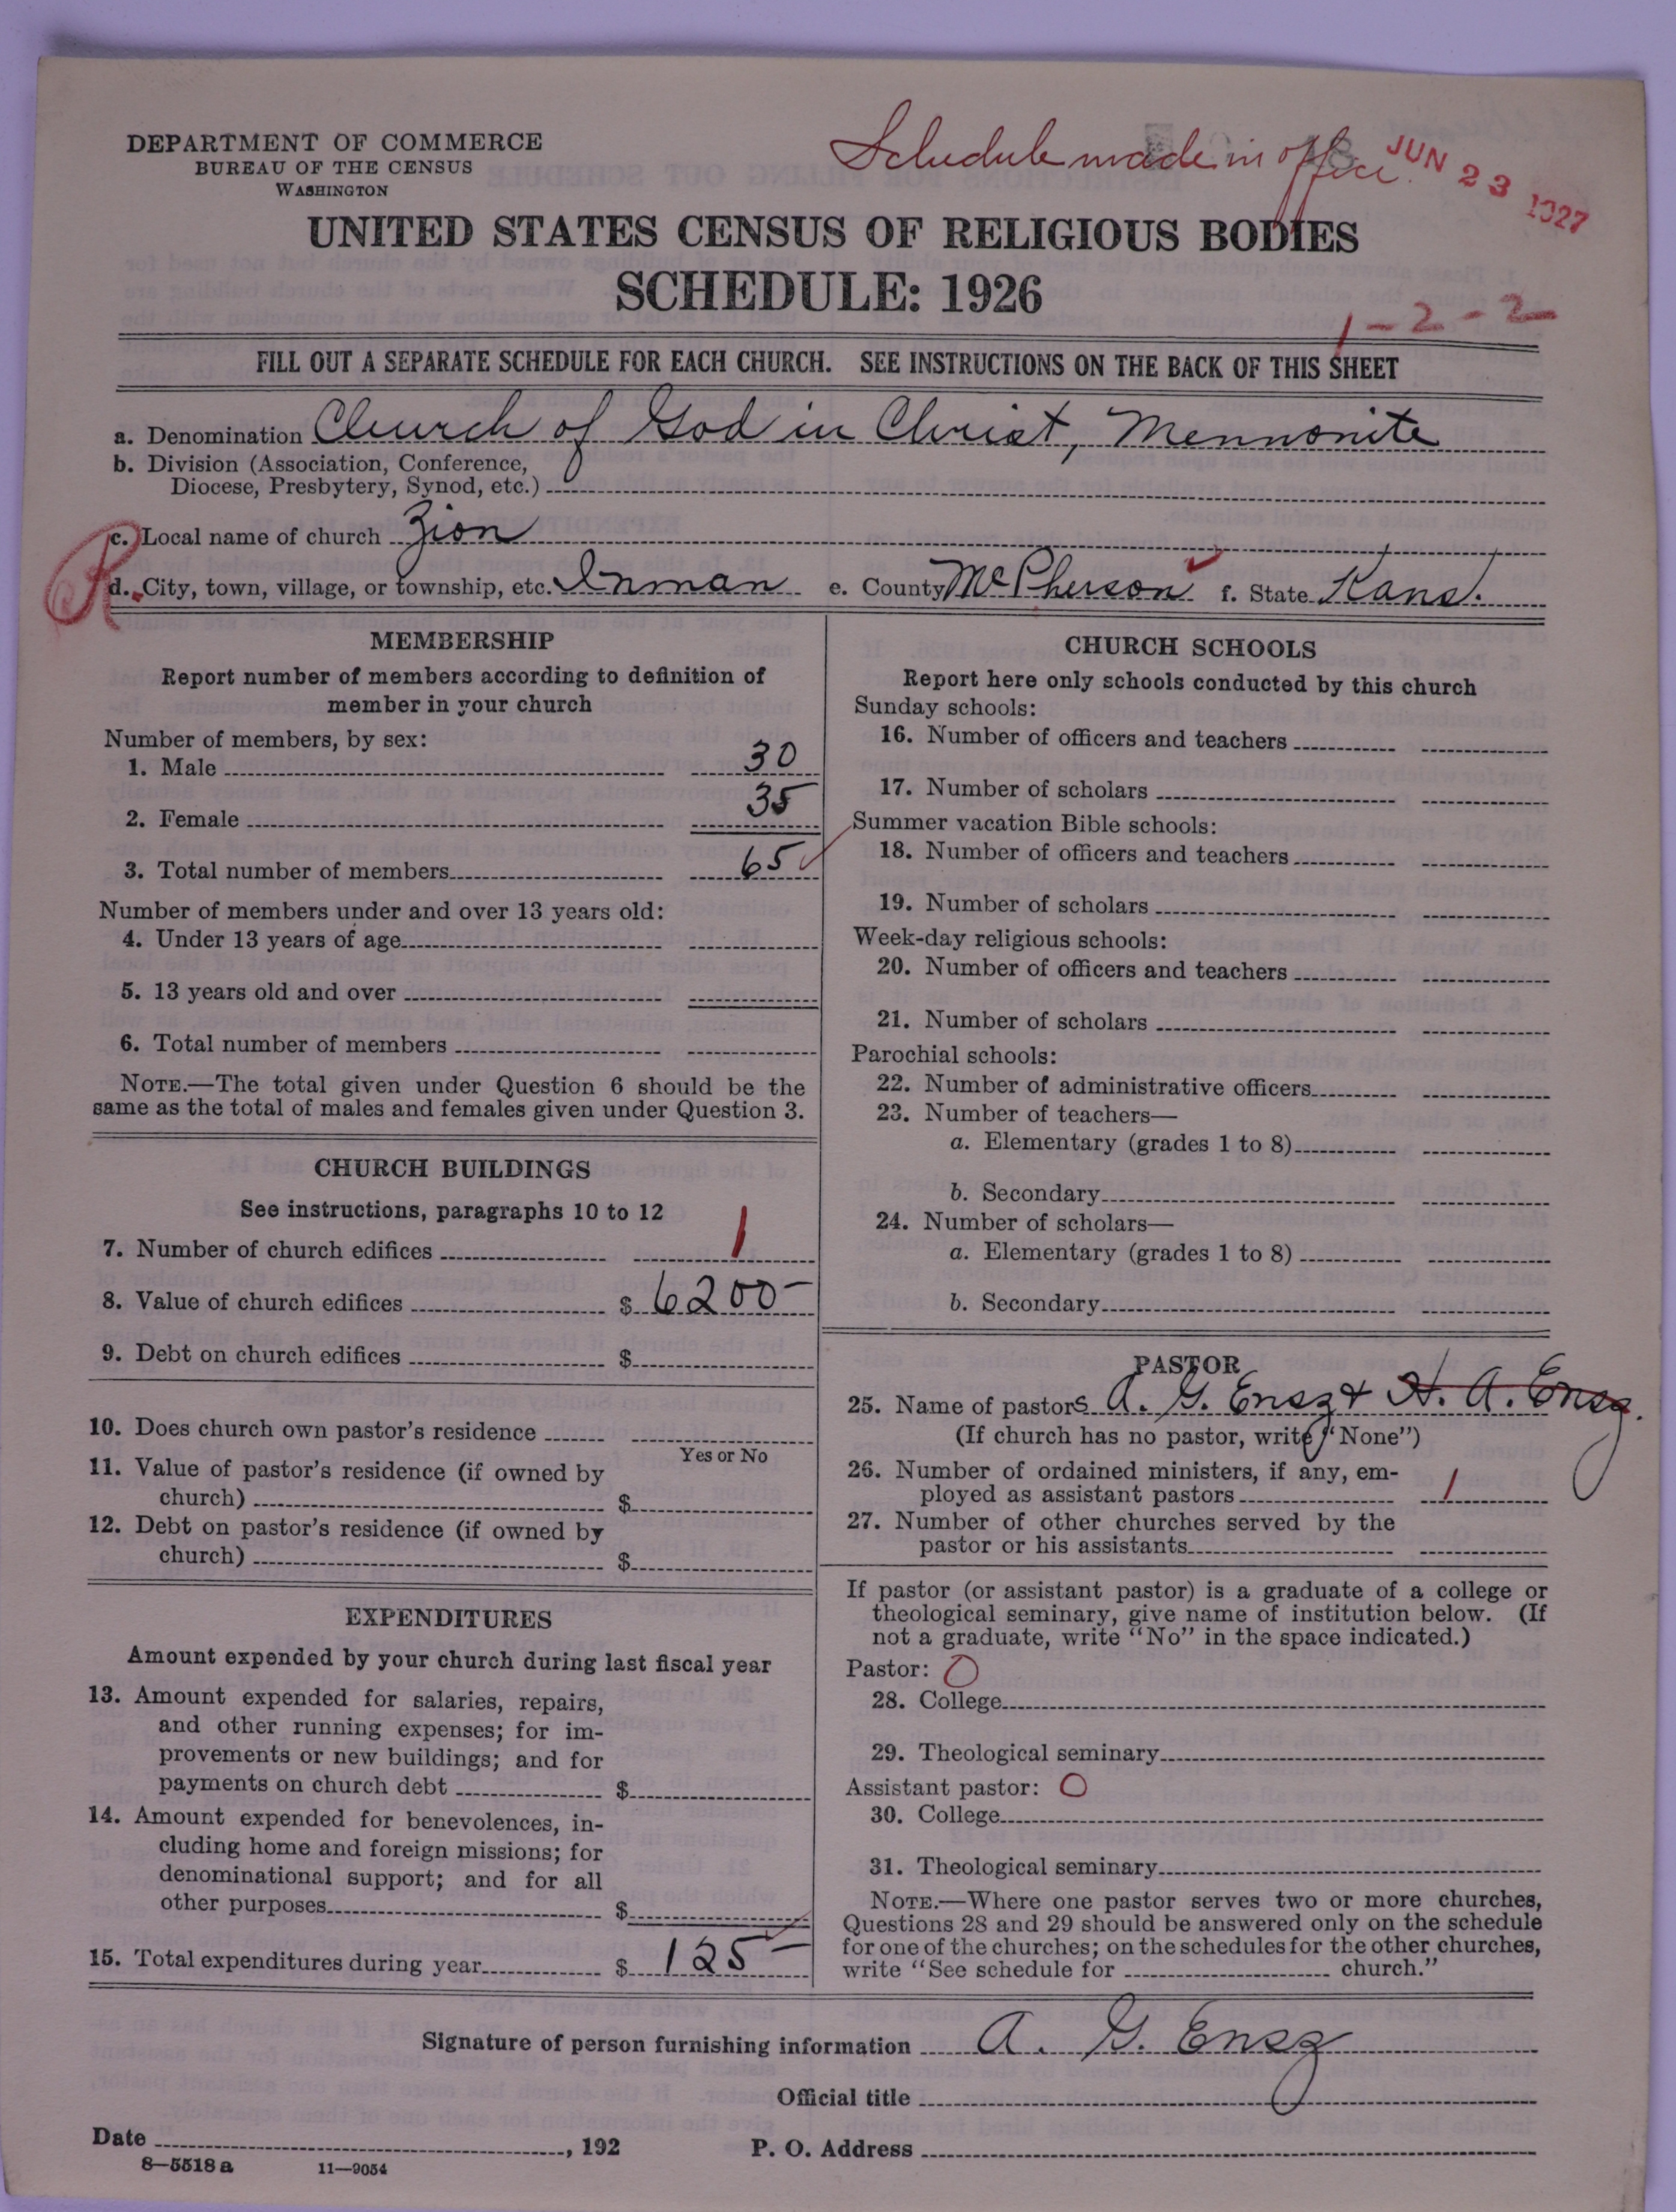 DEPARTMENT OF COMMERCE
BUREAU OF THE CENSUS
WASHINGTON
Schedule made in office.
JUN 23 1927
UNITED STATES CENSUS OF RELIGIOUS BODIES
SCHEDULE: 1926
1-2-2
FILL OUT A SEPARATE SCHEDULE FOR EACH CHURCH. SEE INSTRUCTIONS ON THE BACK OF THIS SHEET
a. Denomination Church of God in Christ, Mennonite
b. Division (Association, Conference,
Diocese, Presbytery, Synod, etc.)
c. Local name of church Zion
R
d. City, town, village, or township, etc. Inman e. County McPherson f. State Kans.
MEMBERSHIP
Report number of members according to definition of
member in your church
Number of members, by sex:
1. Male 30
2. Female 35
3. Total number of members 65
Number of members under and over 13 years old:
4. Under 13 years of age
5. 13 years old and over
6. Total number of members
NOTE.—The total given under Question 6 should be the
same as the total of males and females given under Question 3.
CHURCH BUILDINGS
See instructions, paragraphs 10 to 12
7. Number of church edifices 1
8. Value of church edifices $ 6200-
9. Debt on church edifices $
10. Does church own pastor's residence
Yes or No
11. Value of pastor's residence (if owned by
church) $
12. Debt on pastor's residence (if owned by
church) $
EXPENDITURES
Amount expended by your church during last fiscal year
13. Amount expended for salaries, repairs,
and other running expenses; for im-
provements or new buildings; and for
payments on church debt $
14. Amount expended for benevolences, in-
cluding home and foreign missions; for
denominational support; and for all
other purposes $
15. Total expenditures during year $ 125-
CHURCH SCHOOLS
Report here only schools conducted by this church
Sunday schools:
16. Number of officers and teachers
17. Number of scholars
Summer vacation Bible schools:
18. Number of officers and teachers
19. Number of scholars
Week-day religious schools:
20. Number of officers and teachers
21. Number of scholars
Parochial schools:
22. Number of administrative officers
23. Number of teachers—
a. Elementary (grades 1 to 8)
b. Secondary
24. Number of scholars—
a. Elementary (grades 1 to 8)
b. Secondary
PASTOR
25. Name of pastors A. G. Ensz & H. A. Ensz.
(If church has no pastor, write "None")
26. Number of ordained ministers, if any, em-
ployed as assistant pastors 1
27. Number of other churches served by the
pastor or his assistants
If pastor (or assistant pastor) is a graduate of a college or
theological seminary, give name of institution below. (If
not a graduate, write "No" in the space indicated.)
Pastor: O
28. College
29. Theological seminary
Assistant pastor: O
30. College
31. Theological seminary
NOTE.—Where one pastor serves two or more churches,
Questions 28 and 29 should be answered only on the schedule
for one of the churches; on the schedules for the other churches,
write "See schedule for church."
Signature of person furnishing information A. G. Ensz
Official title
Date , 192 P. O. Address
8—5518a 11—9054